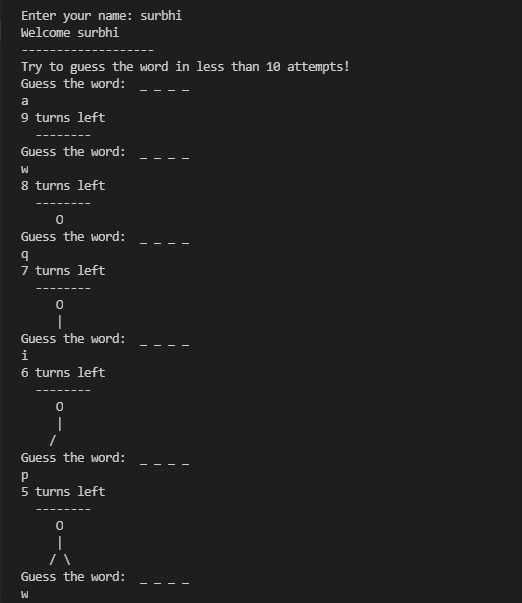 Enter your name: surbhi
Welcome surbhi
-------------------
Try to guess the word in less than 10 attempts!
Guess the word:  _ _ _ _
a
9 turns left
  --------
Guess the word:  _ _ _ _
w
8 turns left
  --------
     O
Guess the word:  _ _ _ _
q
7 turns left
  --------
     O
     |
Guess the word:  _ _ _ _
i
6 turns left
  --------
     O
     |
    /
Guess the word:  _ _ _ _
p
5 turns left
  --------
     O
     |
    / \
Guess the word:  _ _ _ _
w